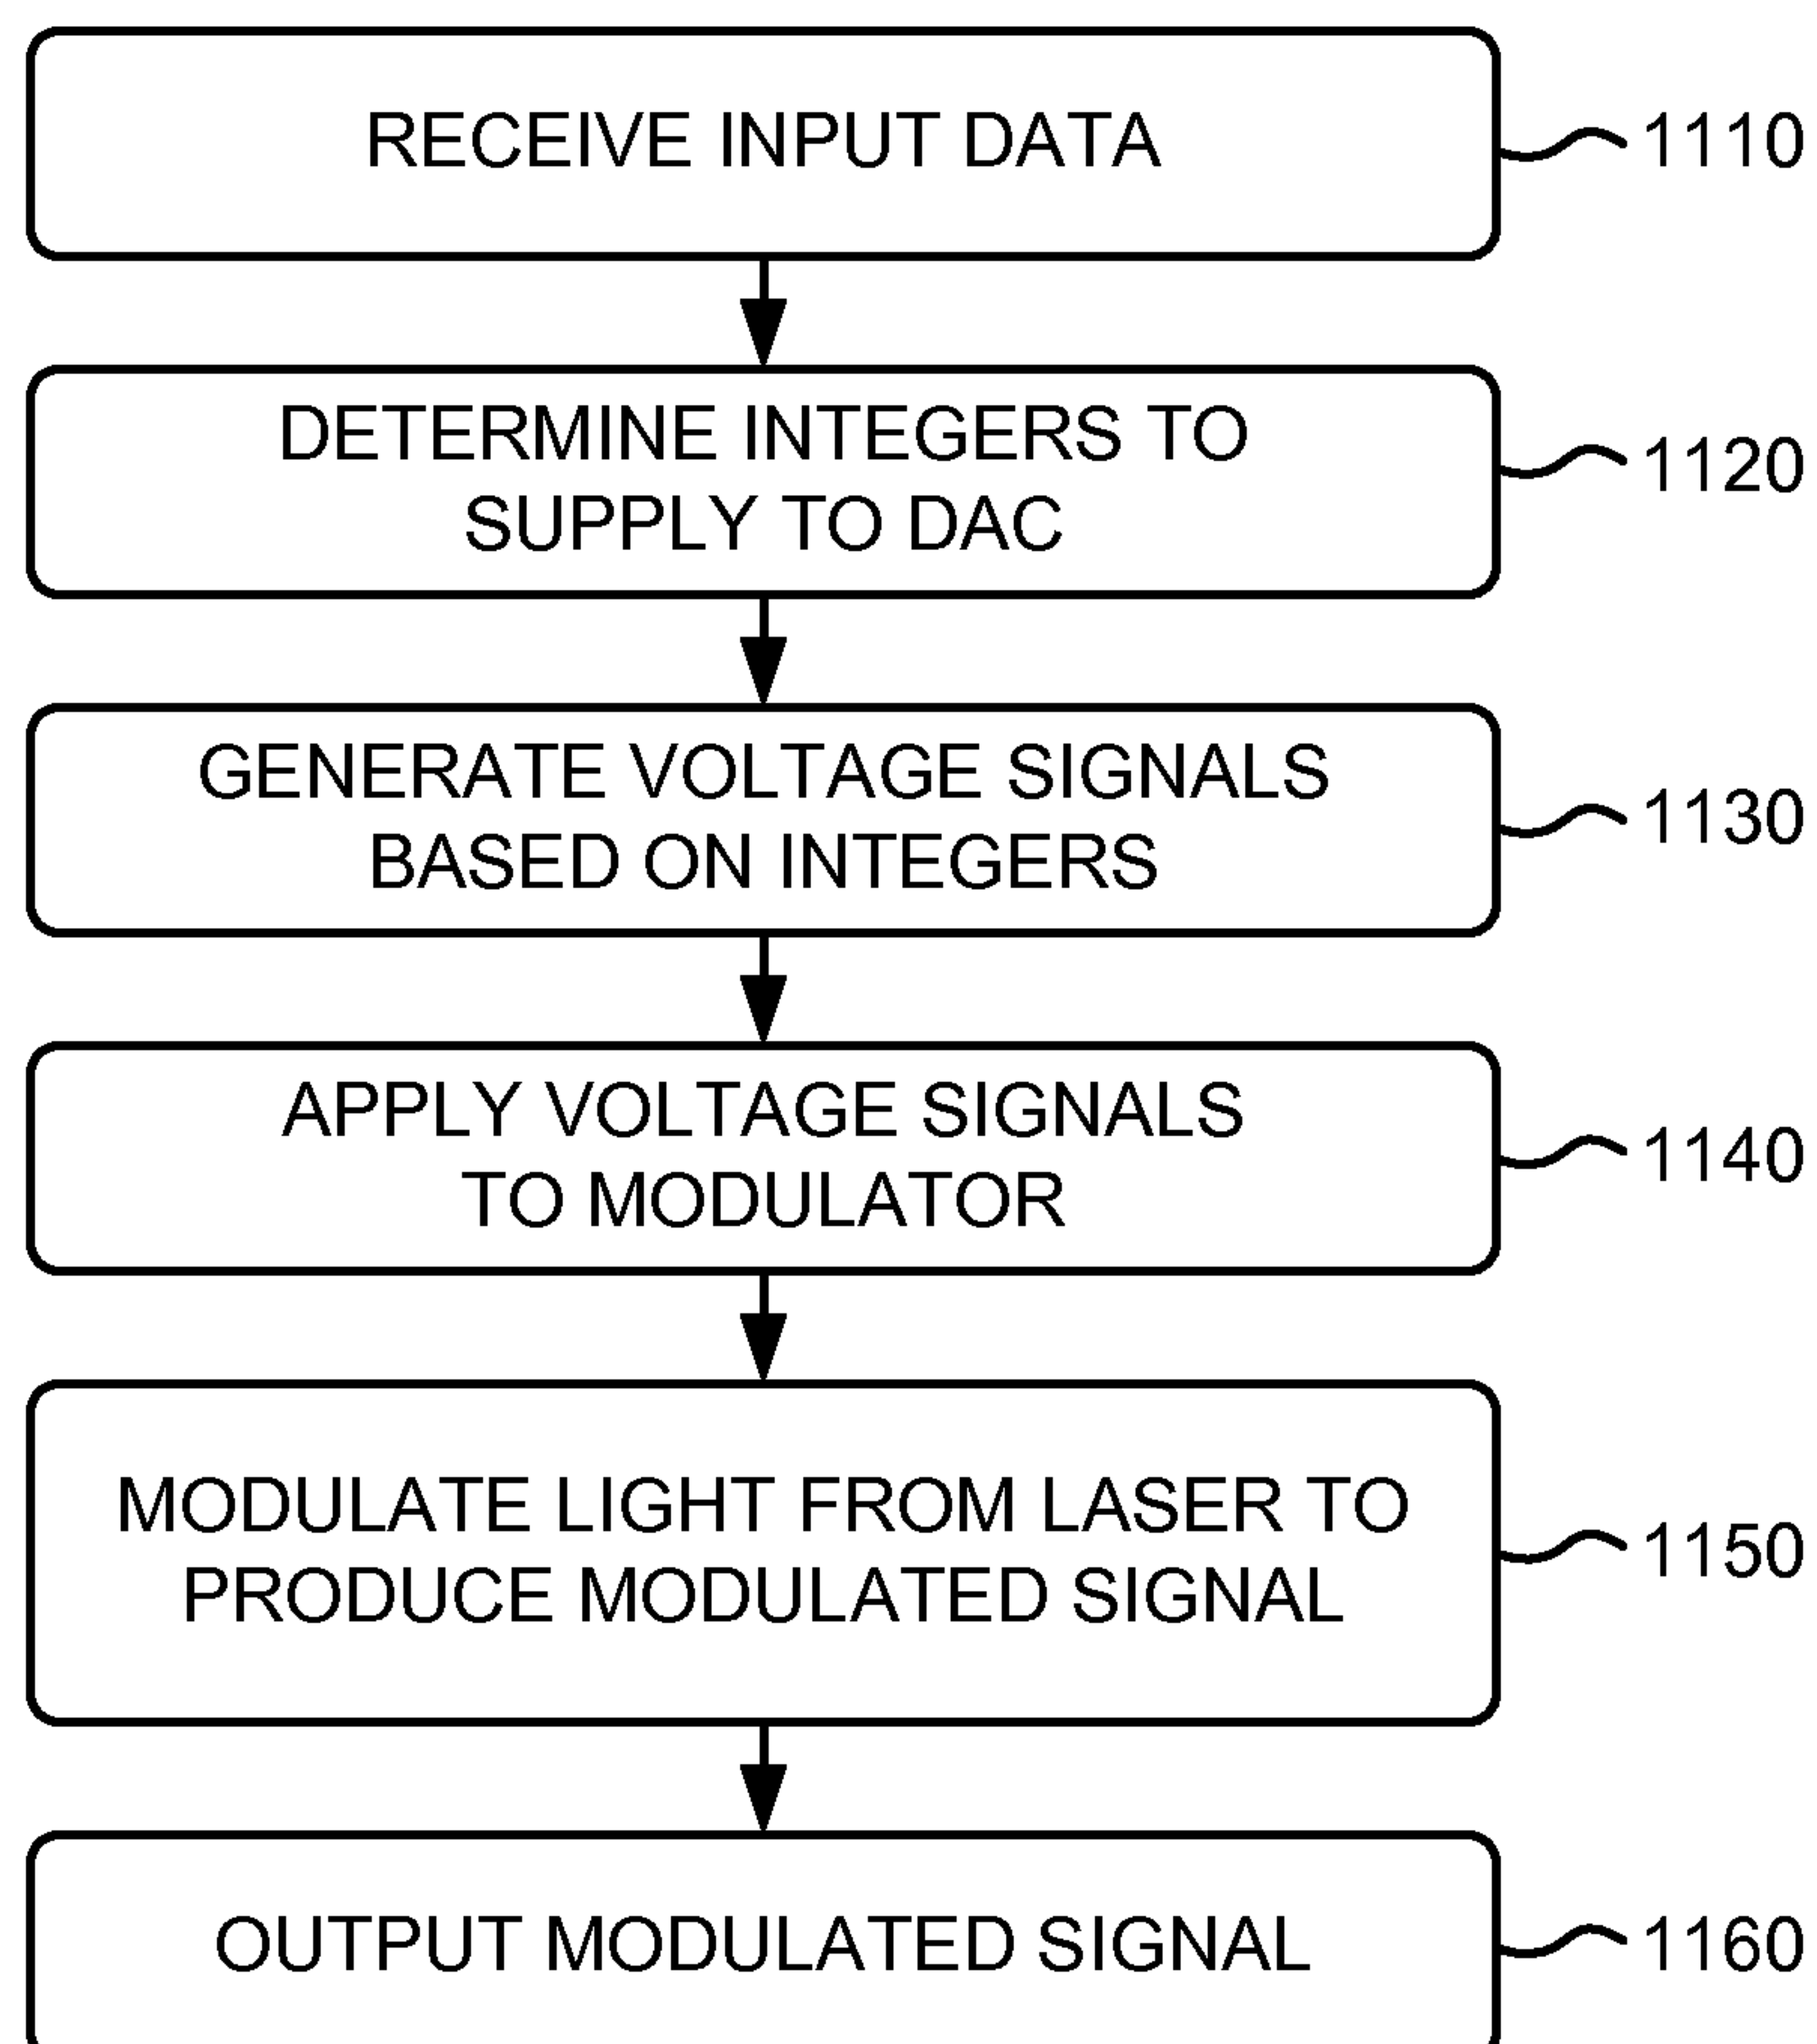 RECEIVE INPUT DATA
1110
DETERMINE INTEGERS TO
SUPPLY TO DAC
1120
GENERATE VOLTAGE SIGNALS
BASED ON INTEGERS
1130
APPLY VOLTAGE SIGNALS
TO MODULATOR
1140
MODULATE LIGHT FROM LASER TO
PRODUCE MODULATED SIGNAL
1150
OUTPUT MODULATED SIGNAL
1160